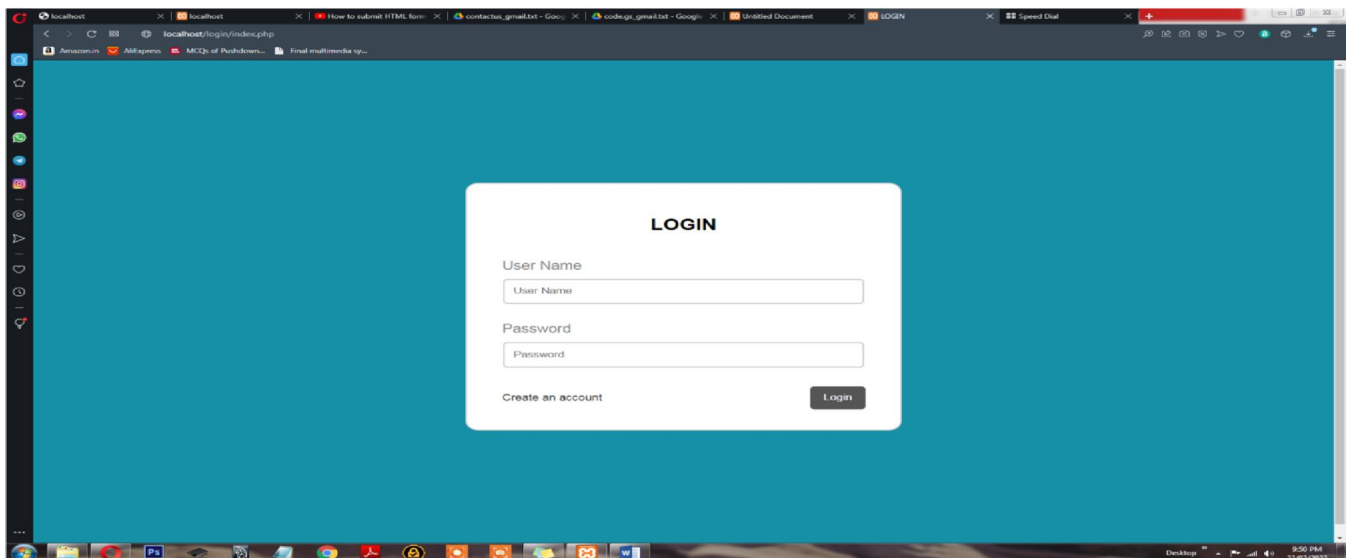 localhost
localhost
How to submit HTML form
contactus_gmail.txt - Goog
code.gs_gmail.txt - Google
Untitled Document
LOGIN
Speed Dial
localhost/login/index.php
Amazon.in
AliExpress
MCQs of Pushdown...
Final multimedia sy...
LOGIN
User Name
User Name
Password
Password
Create an account
Login
Ps
W
Desktop
9:50 PM